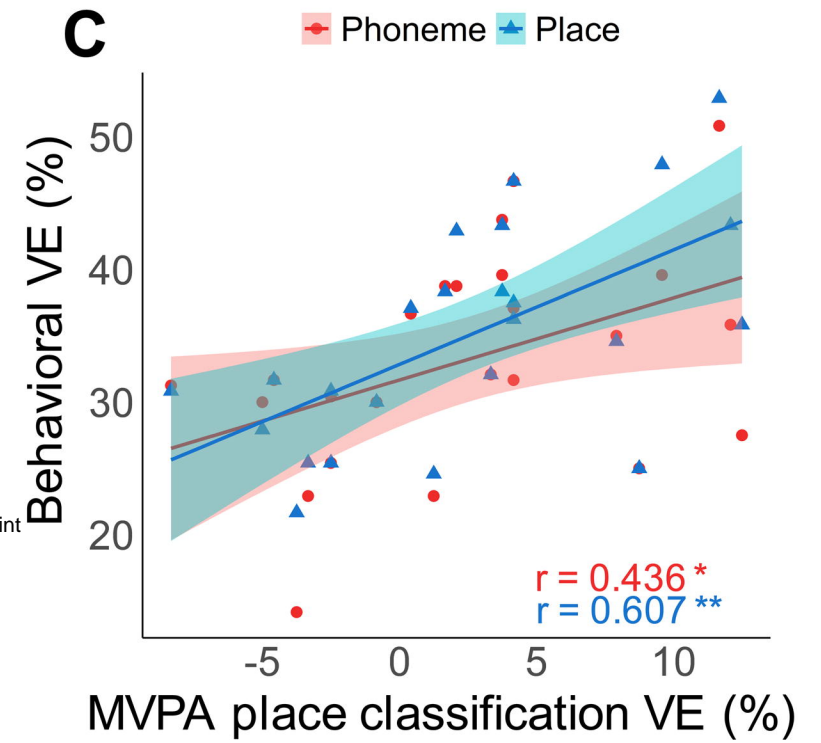 C
Phoneme Place
Behavioral VE (%)
50
40
30
20
int
r = 0.436 *
r = 0.607 **
-5 0 5 10
MVPA place classification VE (%)